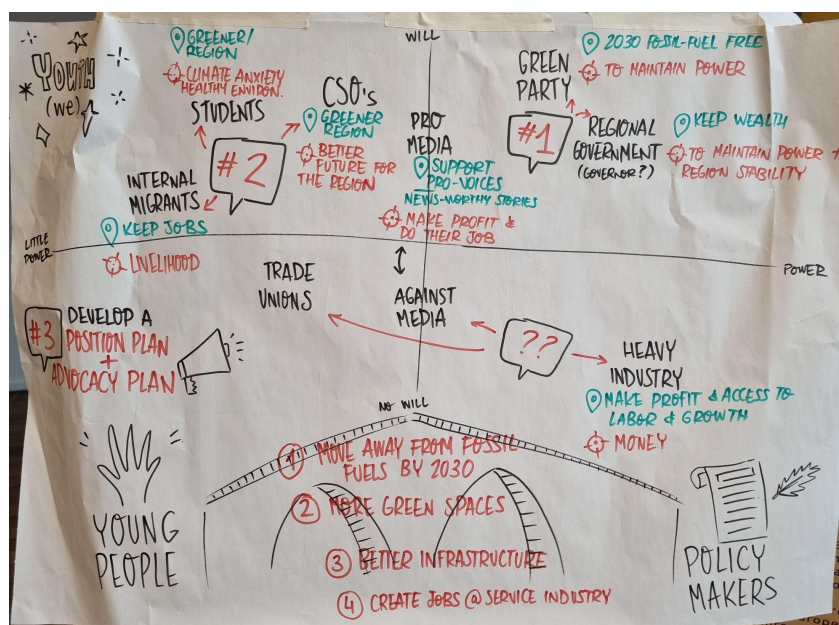 Youth
(we)
GREENER/
REGION
CLIMATE ANXIETY
HEALTHY ENVIRON.
STUDENTS
CSO's
GREENER
REGION
BETTER
FUTURE FOR
THE REGION
#2
INTERNAL
MIGRANTS
KEEP JOBS
LIVELIHOOD
WILL
PRO
MEDIA
SUPPORT
PRO-VOICES
NEWS-WORTHY STORIES
MAKE PROFIT &
DO THEIR JOB
GREEN
PARTY
2030 FOSSIL-FUEL FREE
TO MAINTAIN POWER
#1
REGIONAL
GOVERNMENT
(GOVERNOR?)
KEEP WEALTH
TO MAINTAIN POWER +
REGION STABILITY
LITTLE
POWER
POWER
TRADE
UNIONS
AGAINST
MEDIA
??
HEAVY
INDUSTRY
MAKE PROFIT & ACCESS TO
LABOR & GROWTH
MONEY
NO WILL
#3
DEVELOP A
POSITION PLAN
+
ADVOCACY PLAN
YOUNG
PEOPLE
1 MOVE AWAY FROM FOSSIL
FUELS BY 2030
2 MORE GREEN SPACES
3 BETTER INFRASTRUCTURE
4 CREATE JOBS @ SERVICE INDUSTRY
POLICY
MAKERS